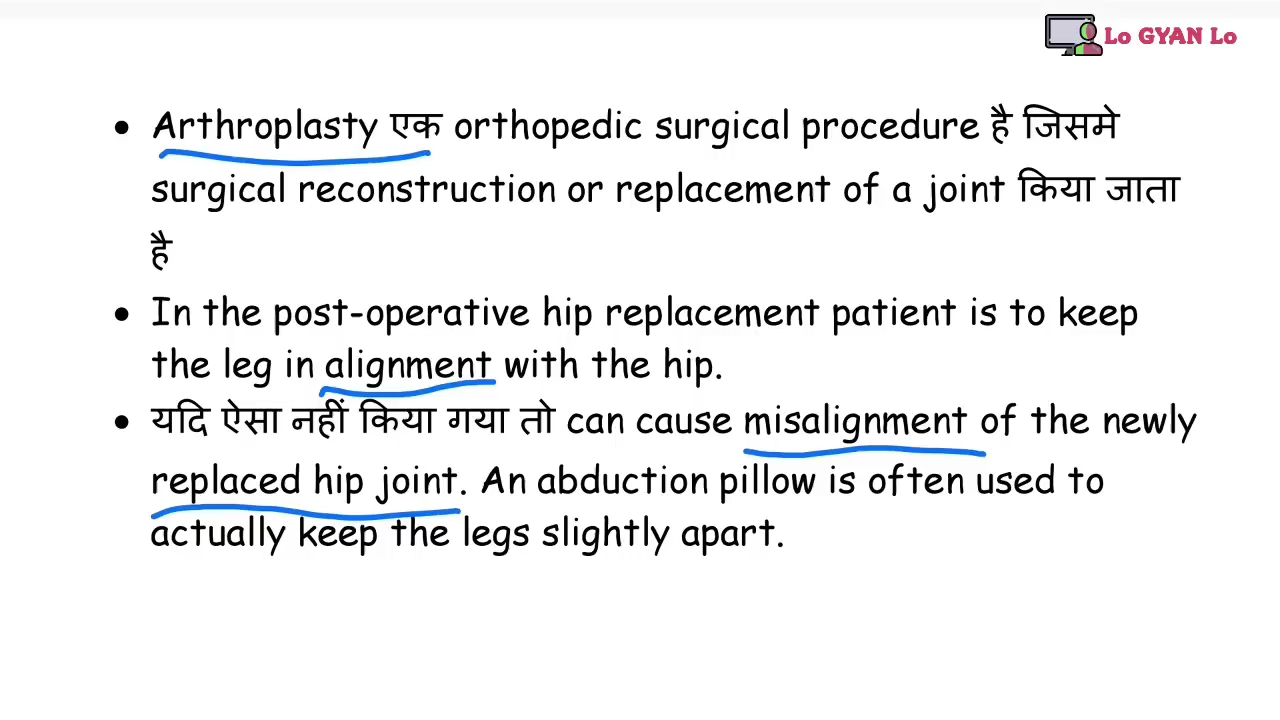 Lo GYAN Lo
• Arthroplasty एक orthopedic surgical procedure है जिसमे
surgical reconstruction or replacement of a joint किया जाता
है
• In the post-operative hip replacement patient is to keep
the leg in alignment with the hip.
• यदि ऐसा नहीं किया गया तो can cause misalignment of the newly
replaced hip joint. An abduction pillow is often used to
actually keep the legs slightly apart.